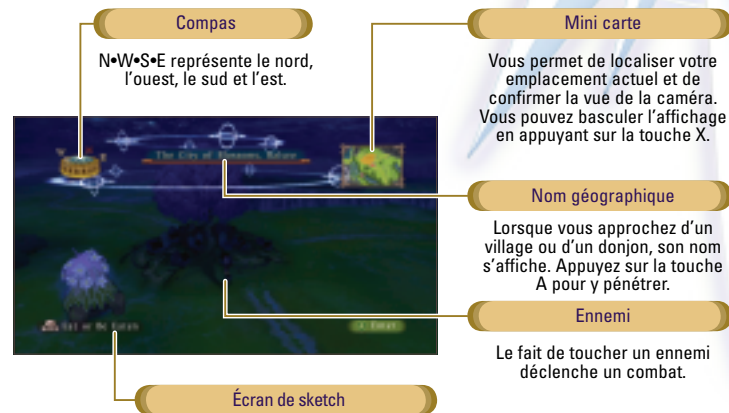 Compas
N•W•S•E représente le nord,
l'ouest, le sud et l'est.
Mini carte
Vous permet de localiser votre
emplacement actuel et de
confirmer la vue de la caméra.
Vous pouvez basculer l'affichage
en appuyant sur la touche X.
The City of
Nom géographique
Lorsque vous approchez d'un
village ou d'un donjon, son nom
s'affiche. Appuyez sur la touche
A pour y pénétrer.
Ennemi
Le fait de toucher un ennemi
déclenche un combat.
Écran de sketch